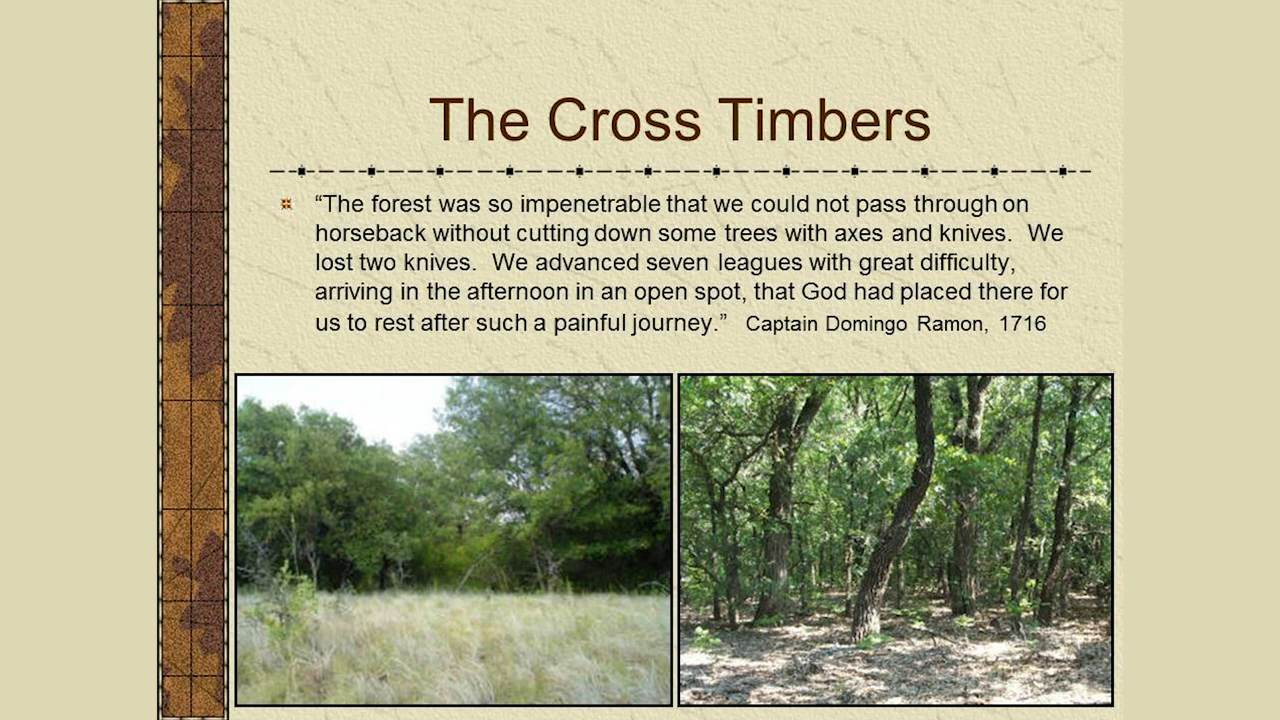 The Cross Timbers
“The forest was so impenetrable that we could not pass through on
horseback without cutting down some trees with axes and knives.  We
lost two knives.  We advanced seven leagues with great difficulty,
arriving in the afternoon in an open spot, that God had placed there for
us to rest after such a painful journey.”   Captain Domingo Ramon, 1716